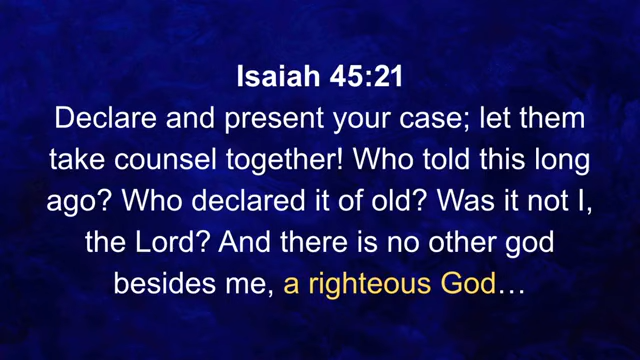 Isaiah 45:21
Declare and present your case; let them
take counsel together! Who told this long
ago? Who declared it of old? Was it not I,
the Lord? And there is no other god
besides me, a righteous God…